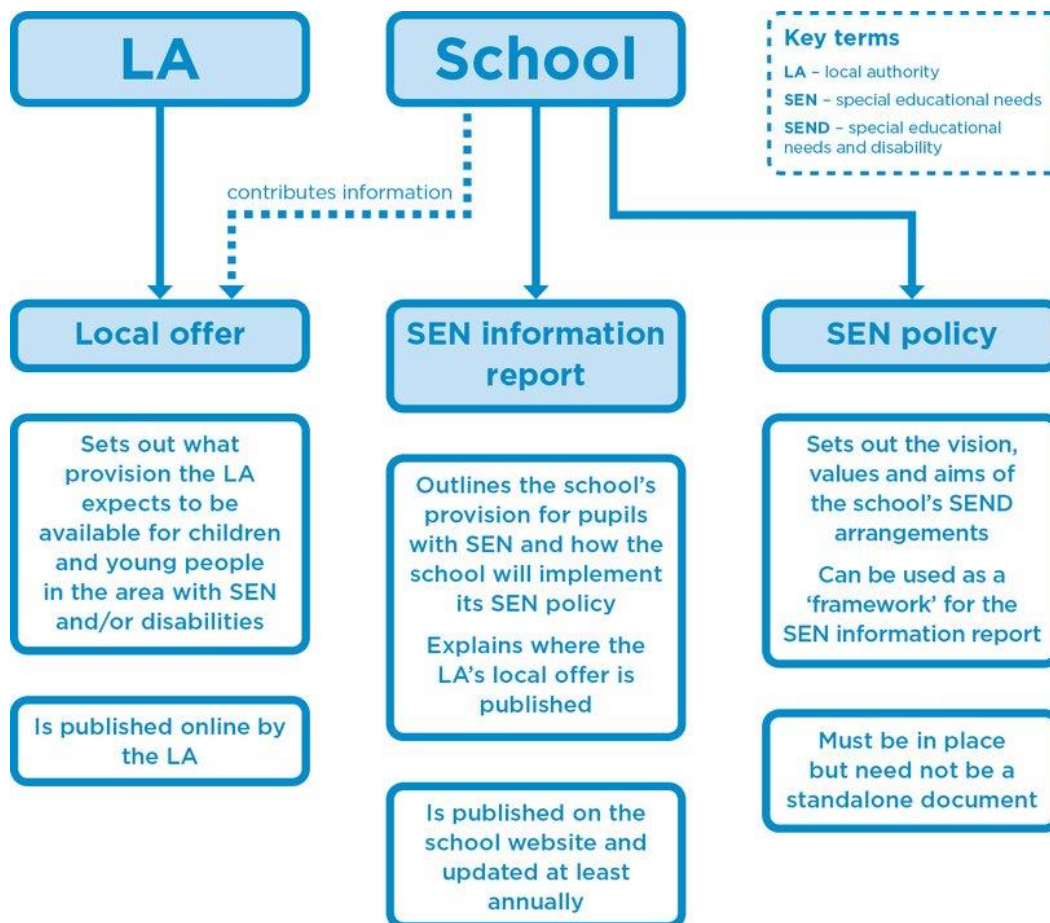 LA
School
Key terms
LA – local authority
SEN – special educational needs
SEND – special educational
needs and disability
contributes information
Local offer
Sets out what
provision the LA
expects to be
available for children
and young people
in the area with SEN
and/or disabilities
Is published online by
the LA
SEN information
report
Outlines the school’s
provision for pupils
with SEN and how the
school will implement
its SEN policy
Explains where the
LA’s local offer is
published
Is published on the
school website and
updated at least
annually
SEN policy
Sets out the vision,
values and aims of
the school’s SEND
arrangements
Can be used as a
‘framework’ for the
SEN information report
Must be in place
but need not be a
standalone document